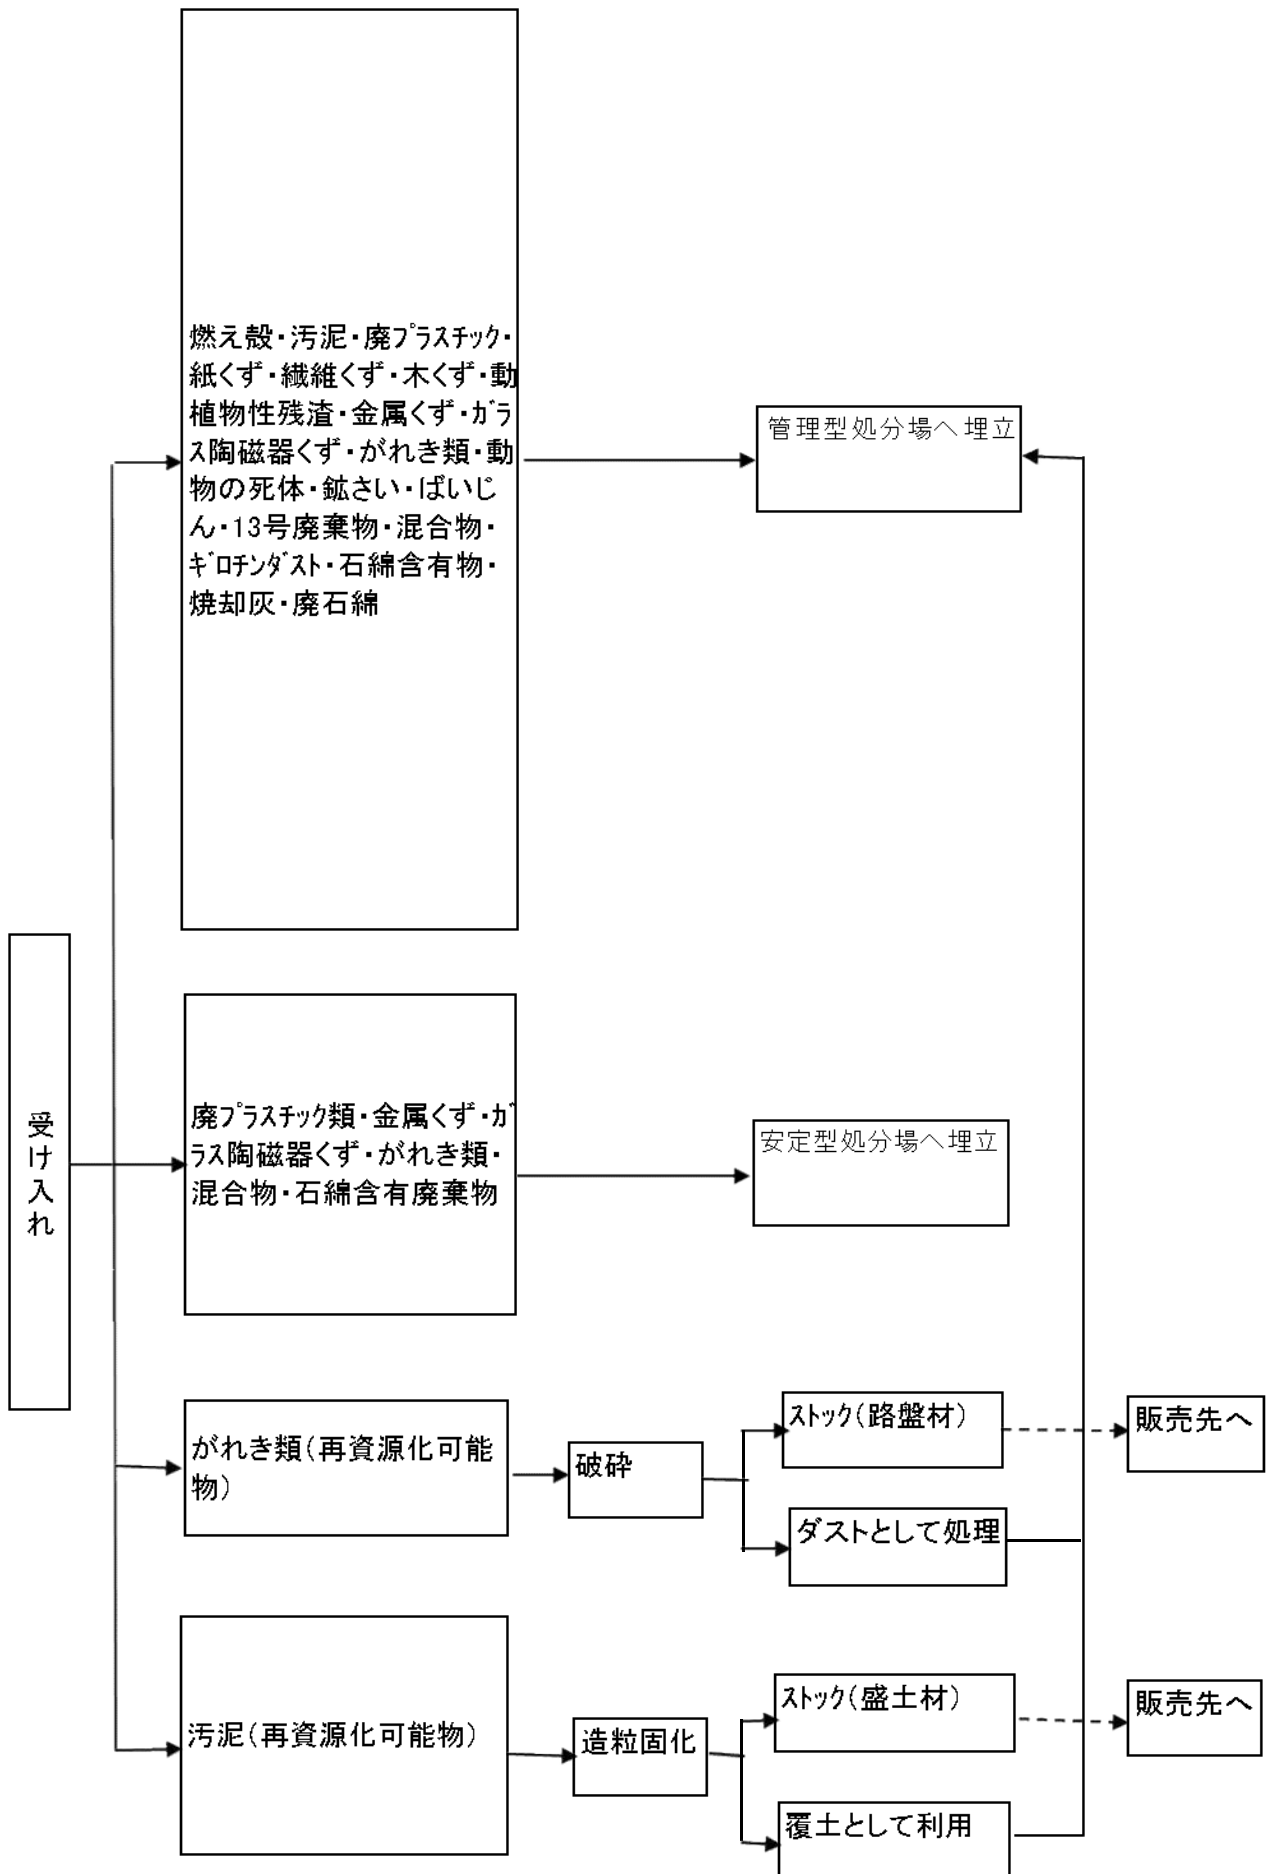 燃え殻・汚泥・廃プラスチック・
紙くず・繊維くず・木くず・動
植物性残渣・金属くず・ガラ
ス陶磁器くず・がれき類・動
物の死体・鉱さい・ばいじ
ん・13号廃棄物・混合物・
ギロチンダスト・石綿含有物・
焼却灰・廃石綿
管理型処分場へ埋立
受け入れ
廃プラスチック類・金属くず・ガ
ラス陶磁器くず・がれき類・
混合物・石綿含有廃棄物
安定型処分場へ埋立
がれき類(再資源化可能
物)
破砕
ストック(路盤材)
販売先へ
ダストとして処理
汚泥(再資源化可能物)
造粒固化
ストック(盛土材)
販売先へ
覆土として利用